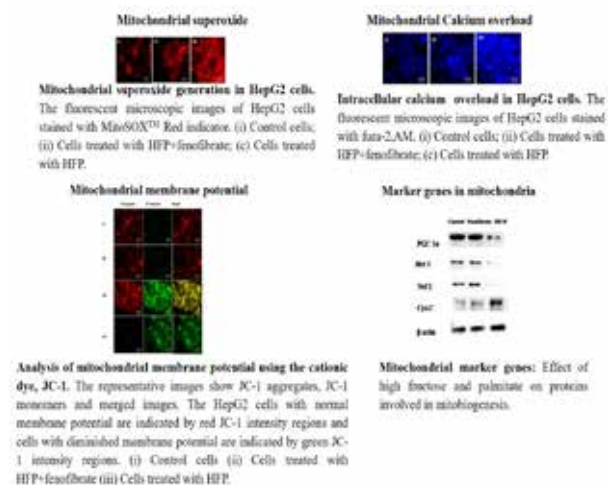 Mitochondrial superoxide
Mitochondrial superoxide generation in HepG2 cells.
The fluorescent microscopic images of HepG2 cells
stained with MitoSOX™ Red indicator. (i) Control cells;
(ii) Cells treated with HFP+fenofibrate; (c) Cells treated
with HFP.
Mitochondrial Calcium overload
Intracellular calcium overload in HepG2 cells. The
fluorescent microscopic images of HepG2 cells stained
with fura-2,AM. (i) Control cells; (ii) Cells treated with
HFP+fenofibrate; (c) Cells treated with HFP.
Mitochondrial membrane potential
Analysis of mitochondrial membrane potential using the cationic
dye, JC-1. The representative images show JC-1 aggregates, JC-1
monomers and merged images. The HepG2 cells with normal
membrane potential are indicated by red JC-1 intensity regions and
cells with diminished membrane potential are indicated by green JC-
1 intensity regions. (i) Control cells (ii) Cells treated with
HFP+fenofibrate (iii) Cells treated with HFP.
Marker genes in mitochondria
Control
β-actin
Mitochondrial marker genes: Effect of
high fructose and palmitate on proteins
involved in mitobiogenesis.